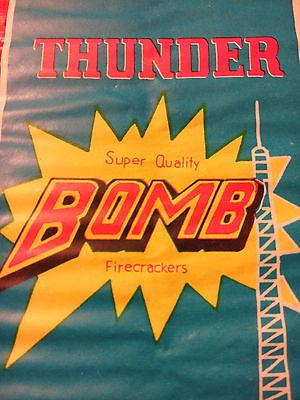 THUNDER
Super Quality
BOMB
Firecrackers